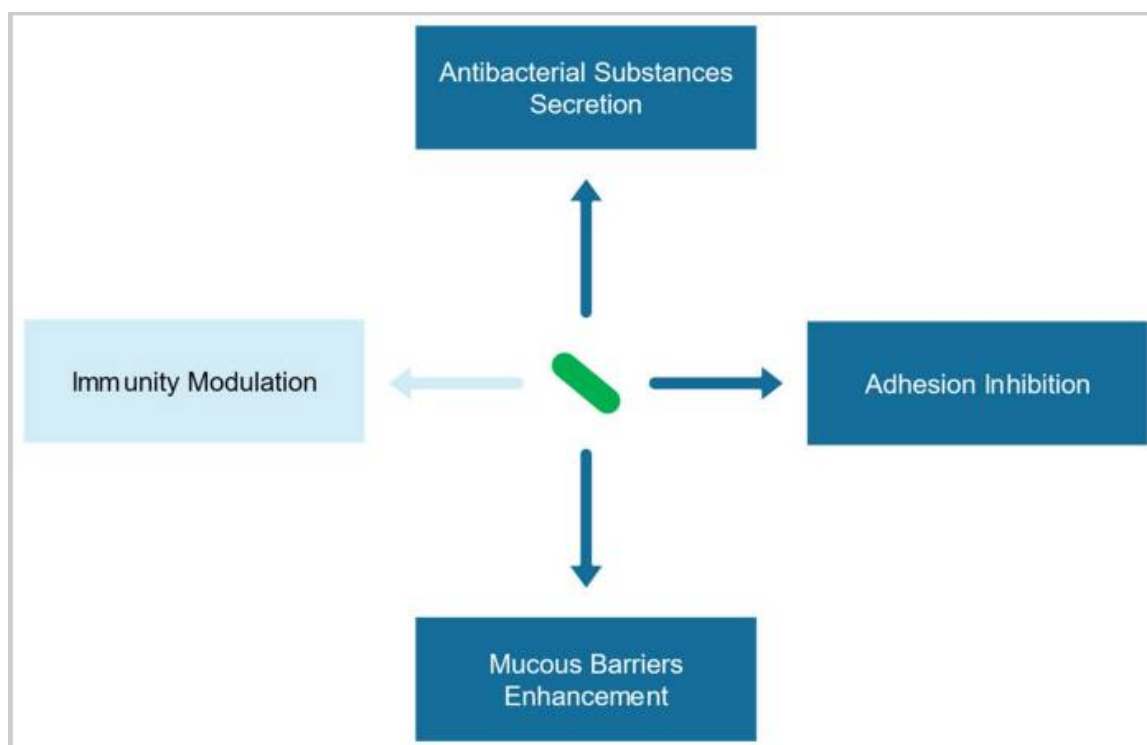 Antibacterial Substances
Secretion
Immunity Modulation
Adhesion Inhibition
Mucous Barriers
Enhancement